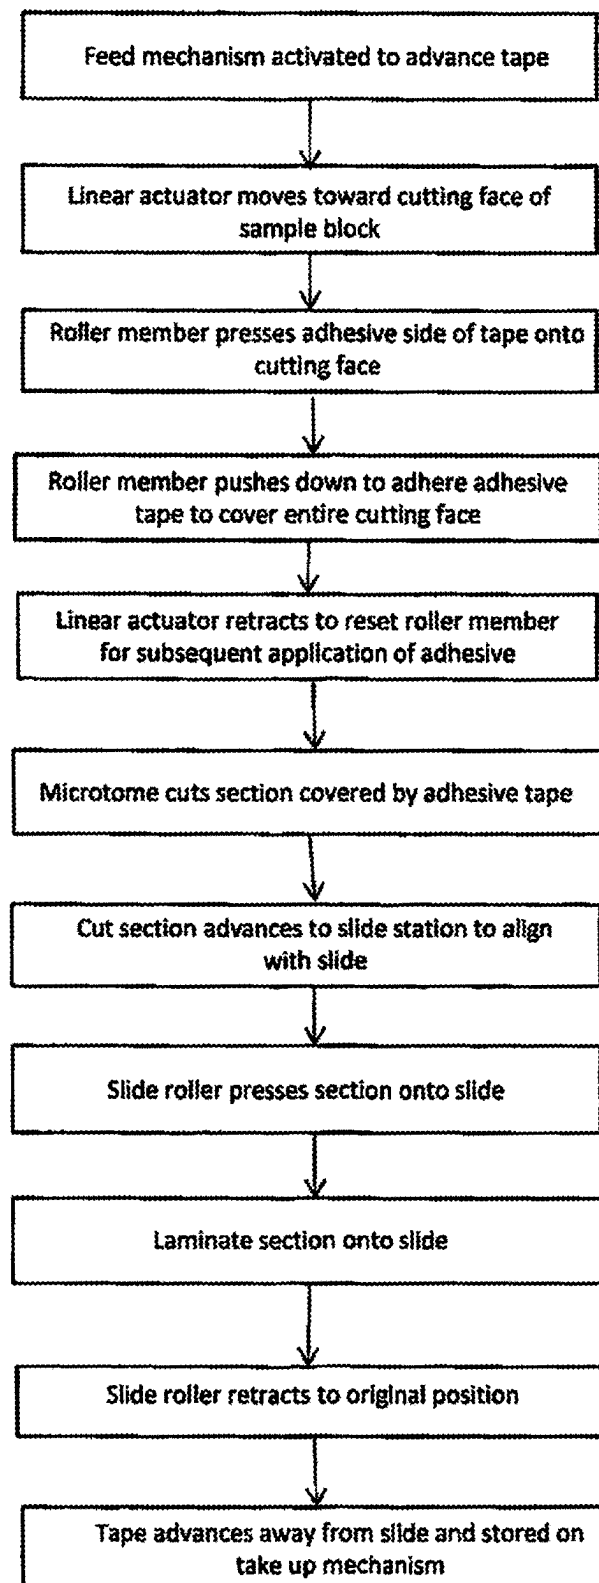 Feed mechanism activated to advance tape
Linear actuator moves toward cutting face of
sample block
Roller member presses adhesive side of tape onto
cutting face
Roller member pushes down to adhere adhesive
tape to cover entire cutting face
Linear actuator retracts to reset roller member
for subsequent application of adhesive
Microtome cuts section covered by adhesive tape
Cut section advances to slide station to align
with slide
Slide roller presses section onto slide
Laminate section onto slide
Slide roller retracts to original position
Tape advances away from slide and stored on
take up mechanism